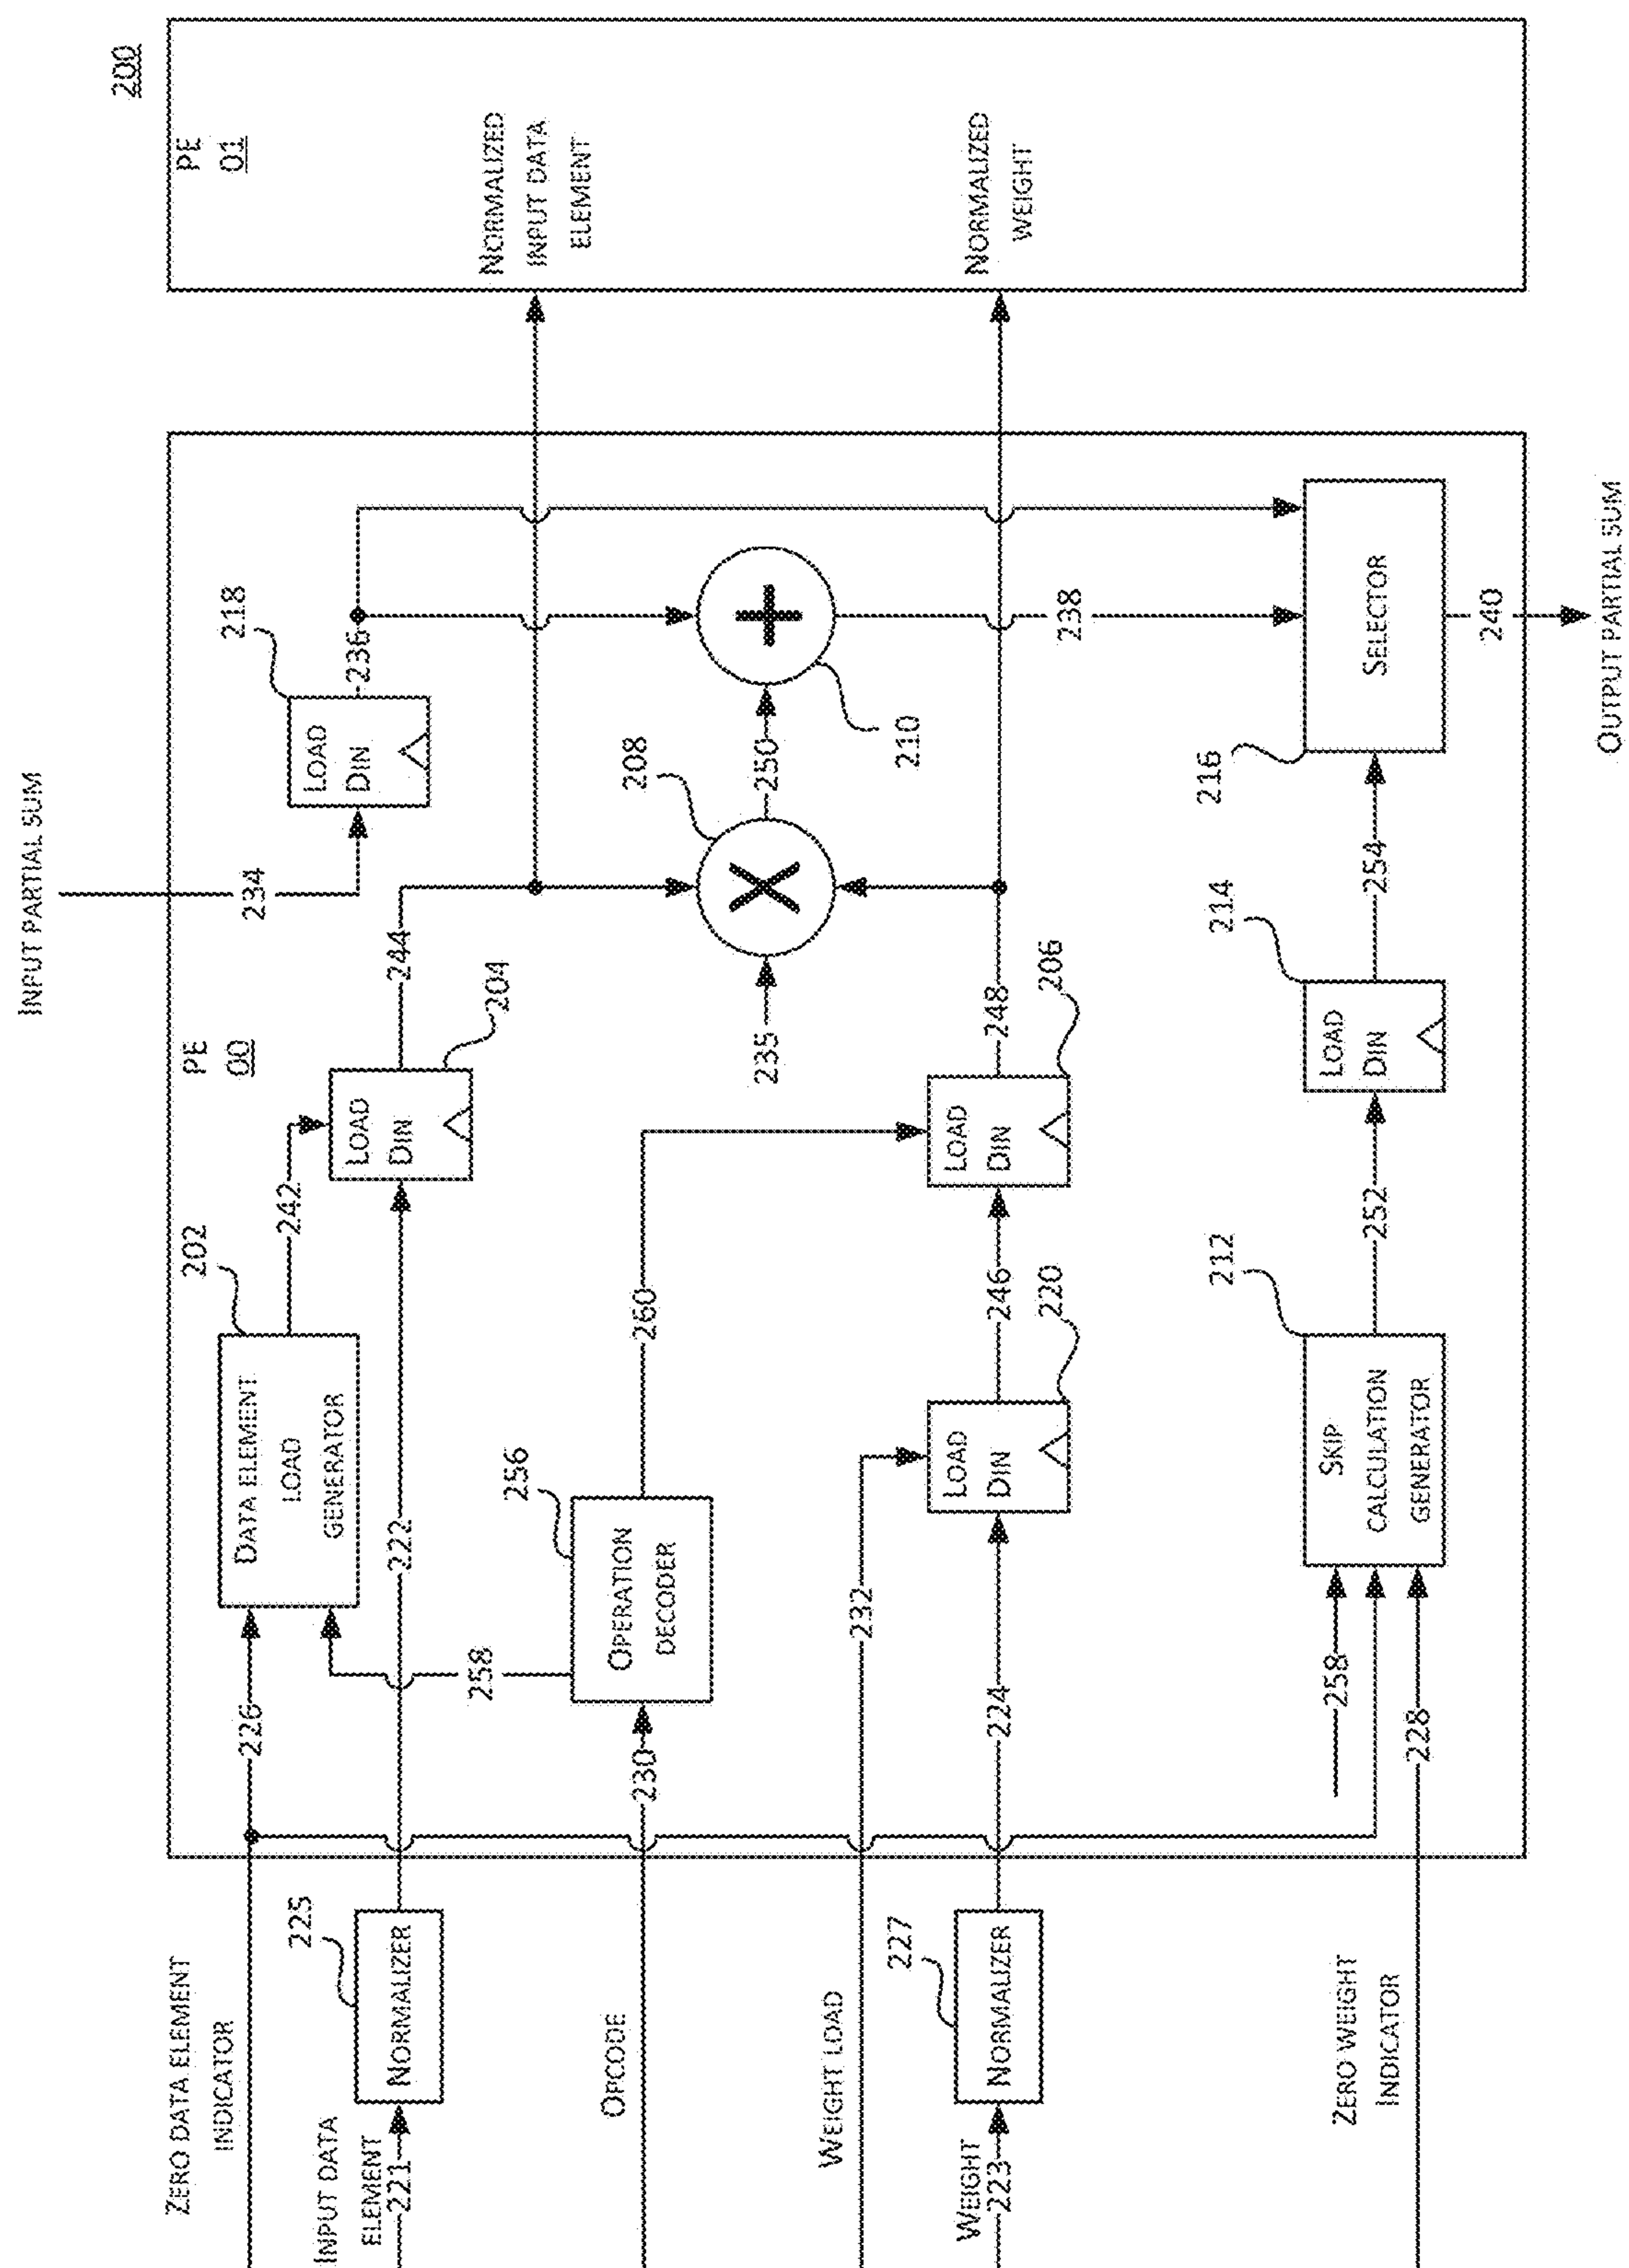 200
INPUT PARTIAL SUM
PE
00
PE
01
ZERO DATA ELEMENT
INDICATOR
226
DATA ELEMENT
LOAD
GENERATOR
202
242
234
LOAD
DIN
218
236
INPUT DATA
ELEMENT
221
NORMALIZER
225
222
LOAD
DIN
204
244
NORMALIZED
INPUT DATA
ELEMENT
258
OPCODE
230
OPERATION
DECODER
256
260
235
208
250
210
WEIGHT LOAD
232
WEIGHT
223
NORMALIZER
227
224
LOAD
DIN
220
246
LOAD
DIN
206
248
238
NORMALIZED
WEIGHT
ZERO WEIGHT
INDICATOR
258
228
SKIP
CALCULATION
GENERATOR
212
252
LOAD
DIN
214
254
SELECTOR
216
240
OUTPUT PARTIAL SUM